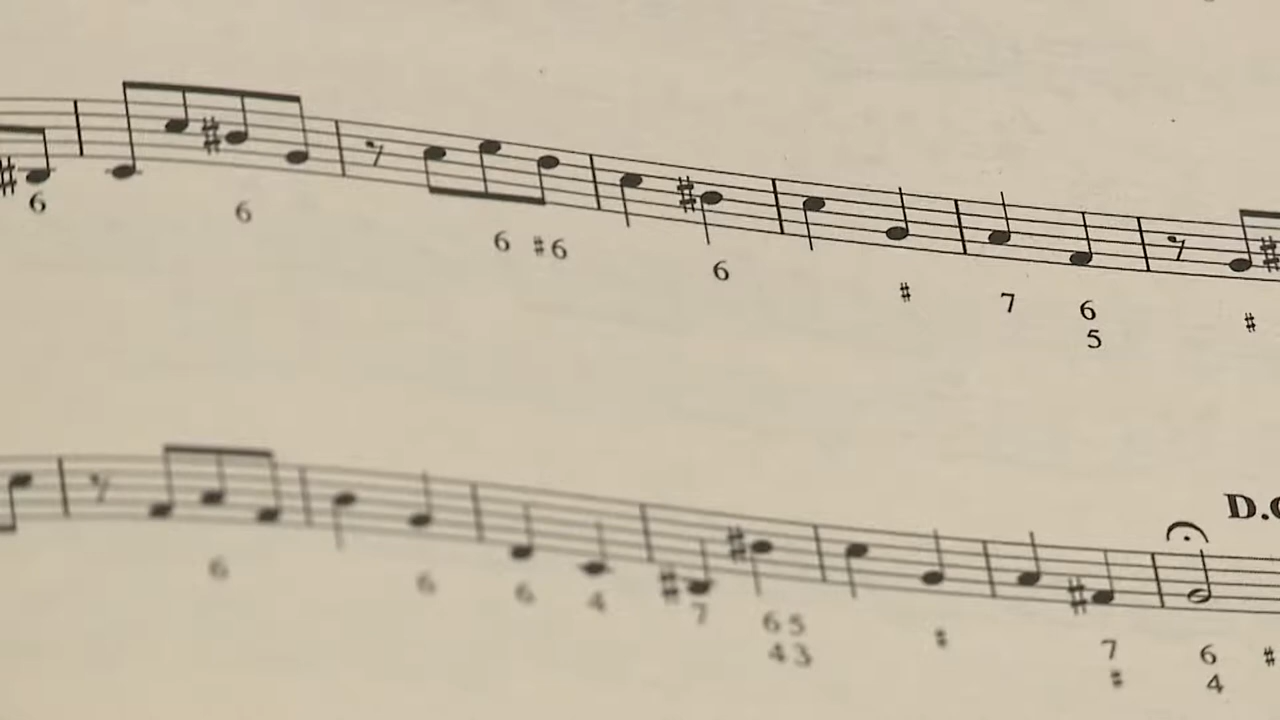 6 6 6 ♯6 6 ♯ 7 6 ♯
5
D.
6 6 6 4 7 6 5 ♯ 7 6 ♯
4 3 ♯ 4